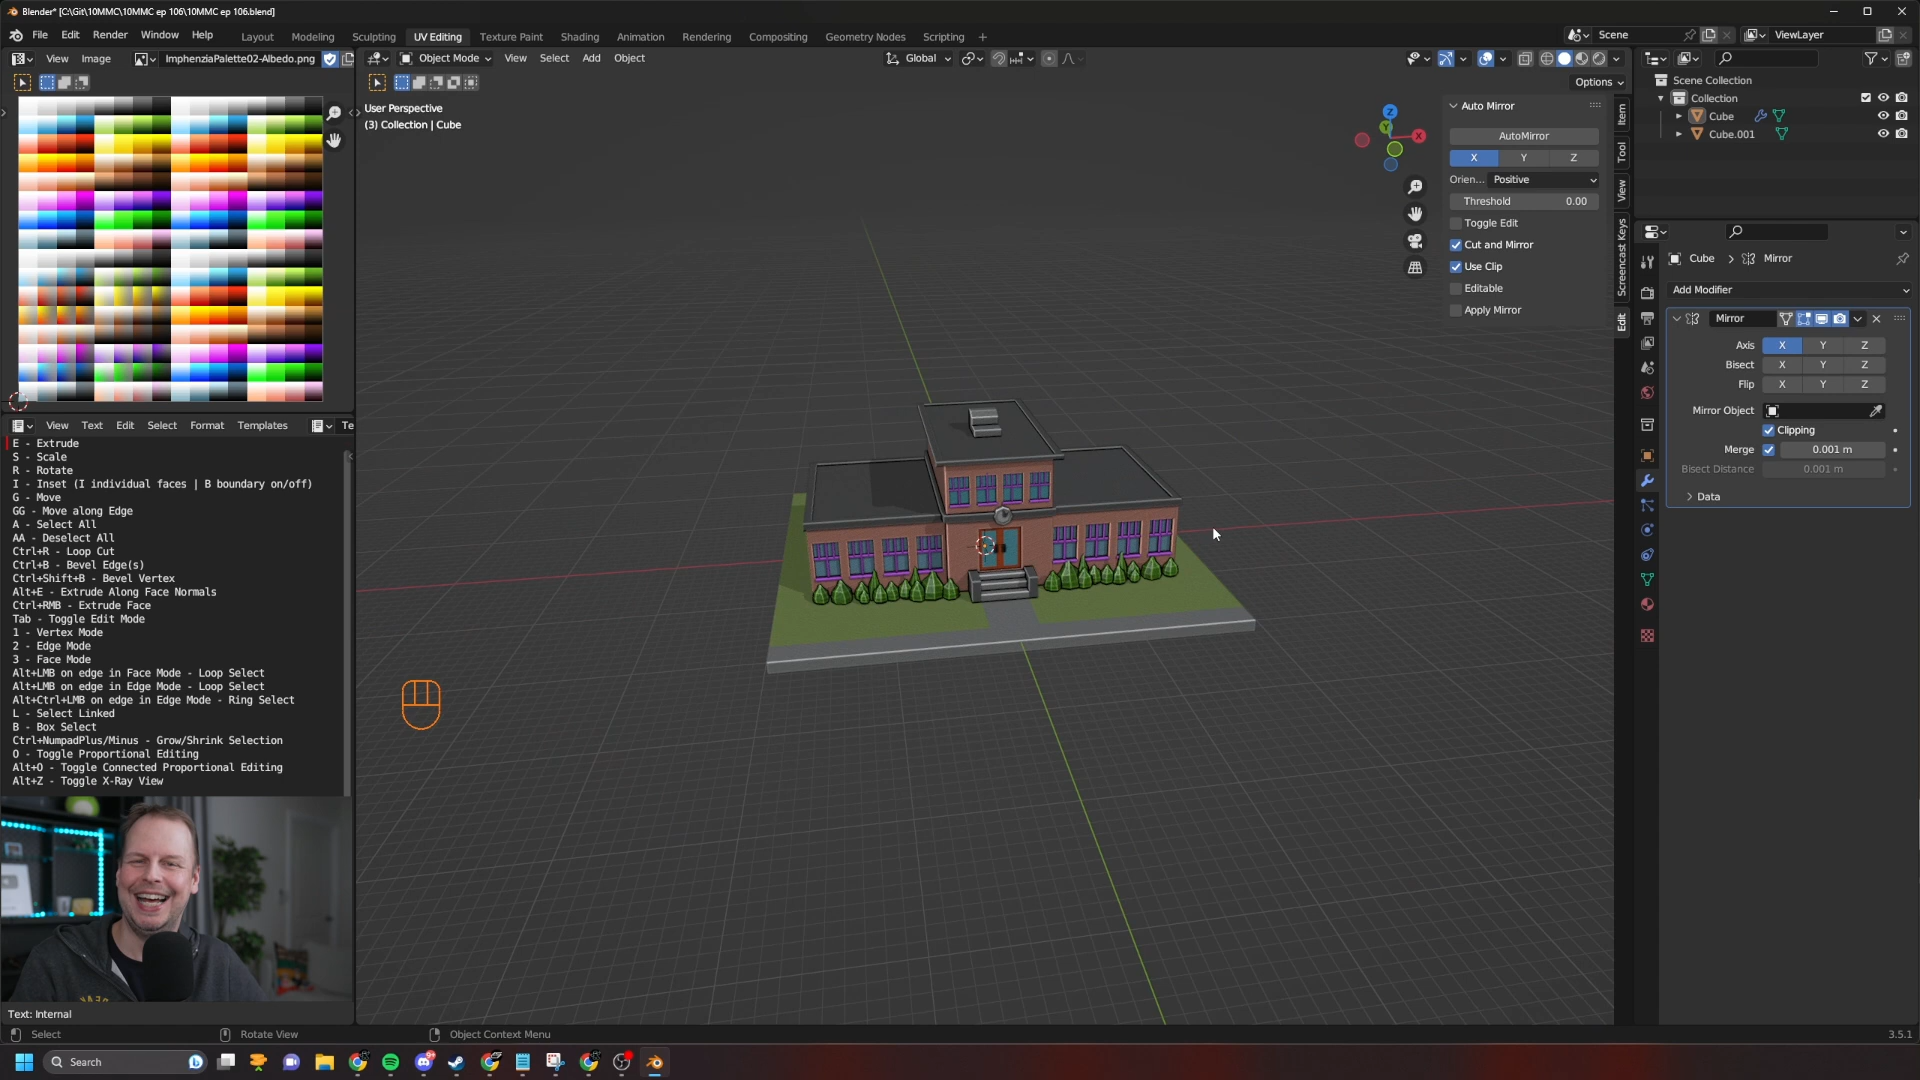 Blender* [C:\Git\10MMC\10MMC ep 106\10MMC ep 106.blend]
File Edit Render Window Help Layout Modeling Sculpting UV Editing Texture Paint Shading Animation Rendering Compositing Geometry Nodes Scripting + Scene ViewLayer
View Image ImphenziaPalette02-Albedo.png Object Mode View Select Add Object Global
Options
User Perspective
(3) Collection | Cube
Z
Y
X
Auto Mirror
AutoMirror
X Y Z
Orien... Positive
Threshold 0.00
Toggle Edit
Cut and Mirror
Use Clip
Editable
Apply Mirror
Item
Tool
View
Screencast Keys
Edit
Scene Collection
Collection
Cube
Cube.001
Cube Mirror
Add Modifier
Mirror
Axis X Y Z
Bisect X Y Z
Flip X Y Z
Mirror Object
Clipping
Merge 0.001 m
Bisect Distance 0.001 m
Data
View Text Edit Select Format Templates Te
E - Extrude
S - Scale
R - Rotate
I - Inset (I individual faces | B boundary on/off)
G - Move
GG - Move along Edge
A - Select All
AA - Deselect All
Ctrl+R - Loop Cut
Ctrl+B - Bevel Edge(s)
Ctrl+Shift+B - Bevel Vertex
Alt+E - Extrude Along Face Normals
Ctrl+RMB - Extrude Face
Tab - Toggle Edit Mode
1 - Vertex Mode
2 - Edge Mode
3 - Face Mode
Alt+LMB on edge in Face Mode - Loop Select
Alt+LMB on edge in Edge Mode - Loop Select
Alt+Ctrl+LMB on edge in Edge Mode - Ring Select
L - Select Linked
B - Box Select
Ctrl+NumpadPlus/Minus - Grow/Shrink Selection
O - Toggle Proportional Editing
Alt+O - Toggle Connected Proportional Editing
Alt+Z - Toggle X-Ray View
Text: Internal
Select Rotate View Object Context Menu 3.5.1
Search